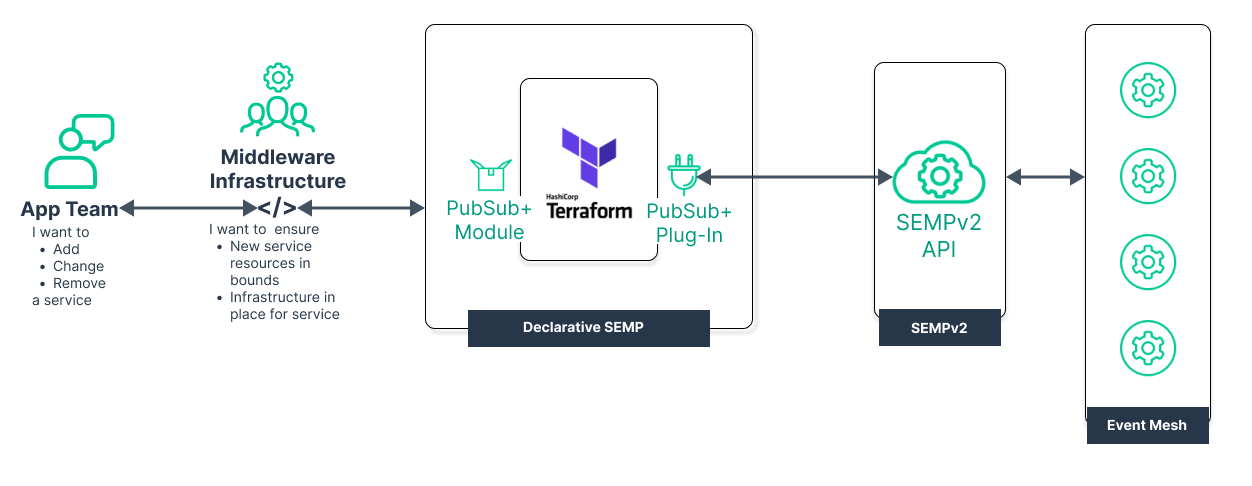 App Team
I want to
• Add
• Change
• Remove
a service
Middleware
Infrastructure
</>
I want to ensure
• New service
resources in
bounds
• Infrastructure in
place for service
PubSub+
Module
HashiCorp
Terraform
PubSub+
Plug-In
Declarative SEMP
SEMPv2
API
SEMPv2
Event Mesh